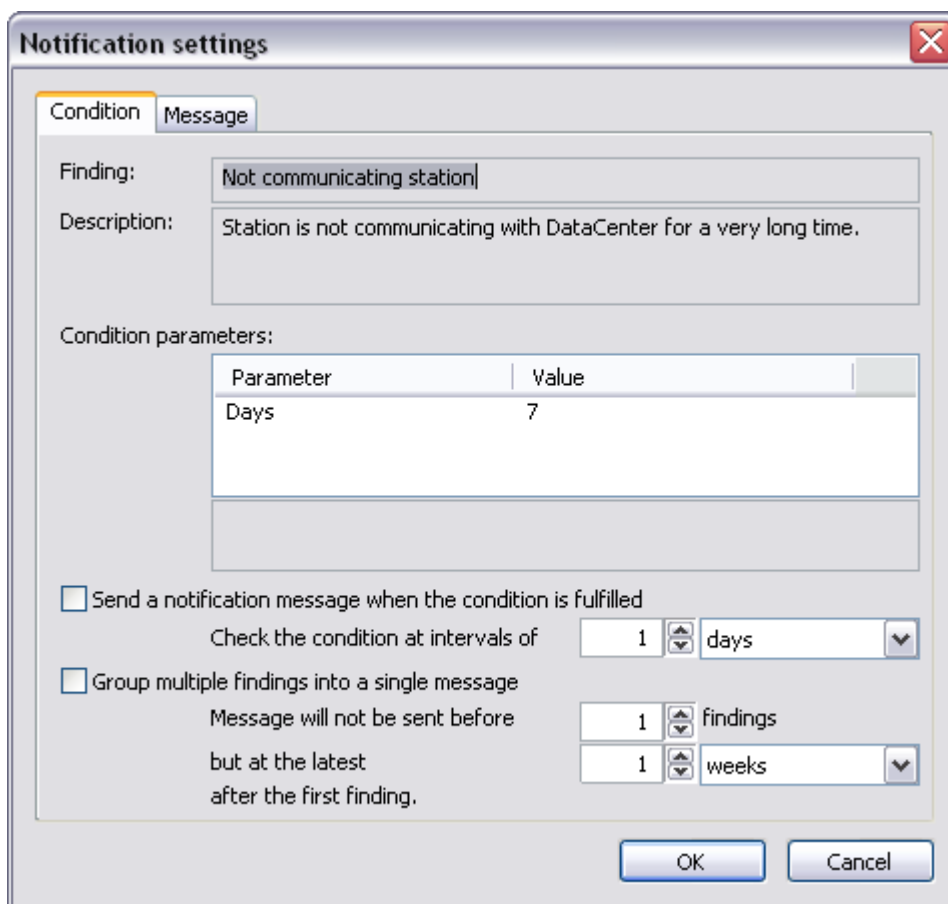 Notification settings
Condition Message
Finding: Not communicating station
Description: Station is not communicating with DataCenter for a very long time.
Condition parameters:
Parameter Value
Days 7
Send a notification message when the condition is fulfilled
Check the condition at intervals of 1 days
Group multiple findings into a single message
Message will not be sent before 1 findings
but at the latest 1 weeks
after the first finding.
OK Cancel